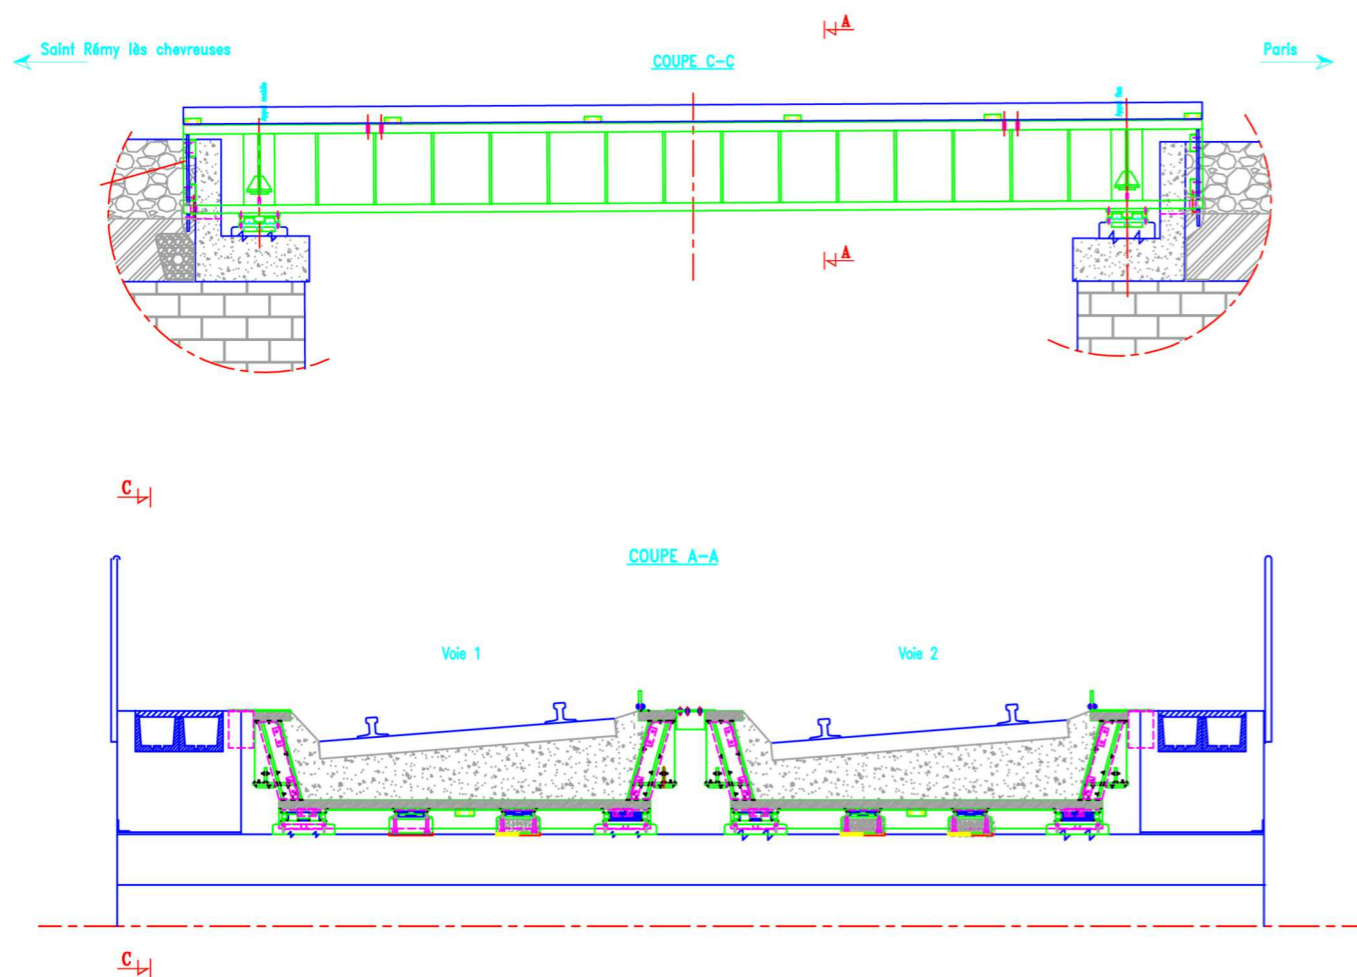 A
Saint Rémy lès chevreuses
COUPE C-C
Paris
A
C
COUPE A-A
Voie 1
Voie 2
C